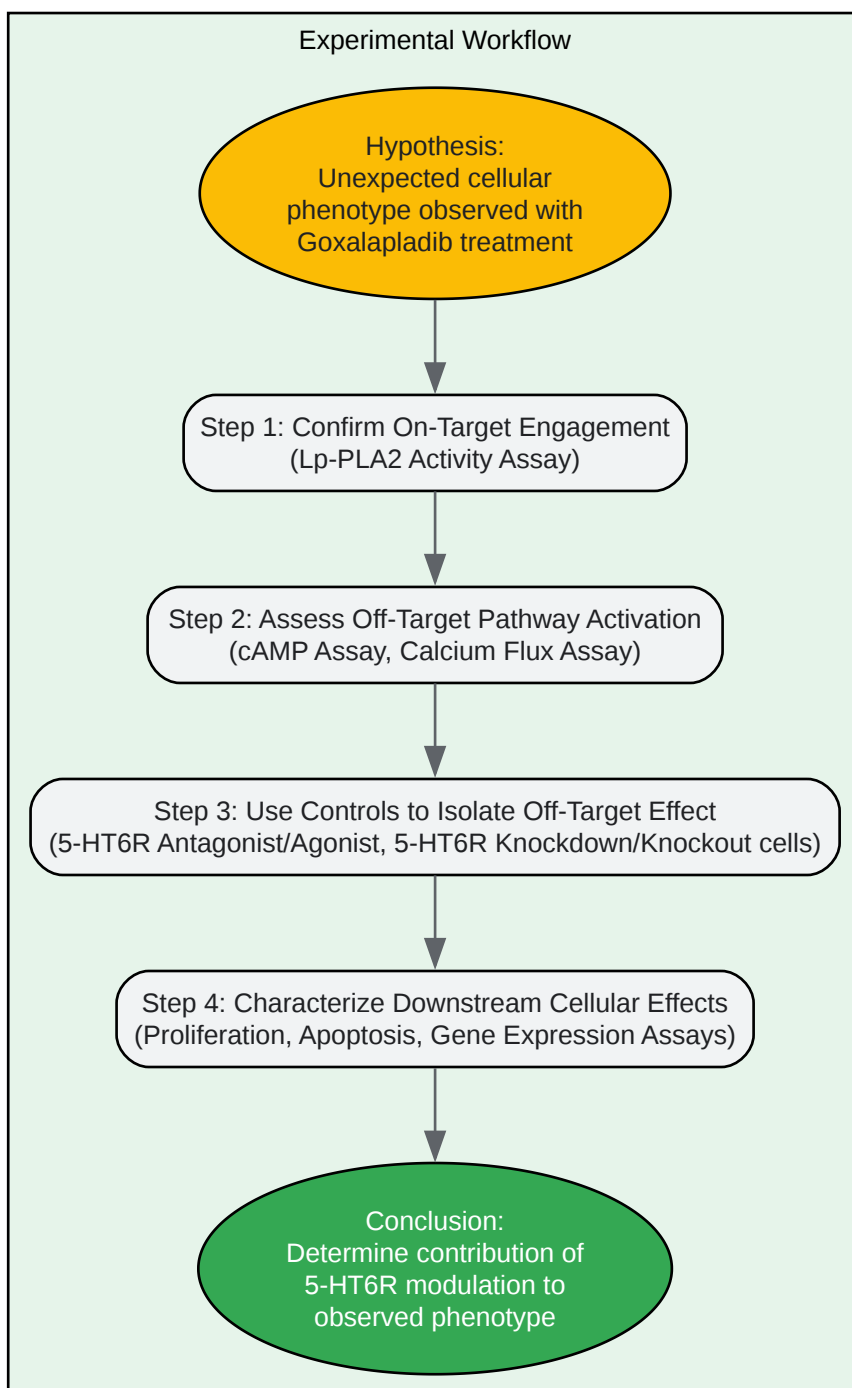 Experimental Workflow
Hypothesis:
Unexpected cellular
phenotype observed with
Goxalapladib treatment
Step 1: Confirm On-Target Engagement
(Lp-PLA2 Activity Assay)
Step 2: Assess Off-Target Pathway Activation
(cAMP Assay, Calcium Flux Assay)
Step 3: Use Controls to Isolate Off-Target Effect
(5-HT6R Antagonist/Agonist, 5-HT6R Knockdown/Knockout cells)
Step 4: Characterize Downstream Cellular Effects
(Proliferation, Apoptosis, Gene Expression Assays)
Conclusion:
Determine contribution of
5-HT6R modulation to
observed phenotype